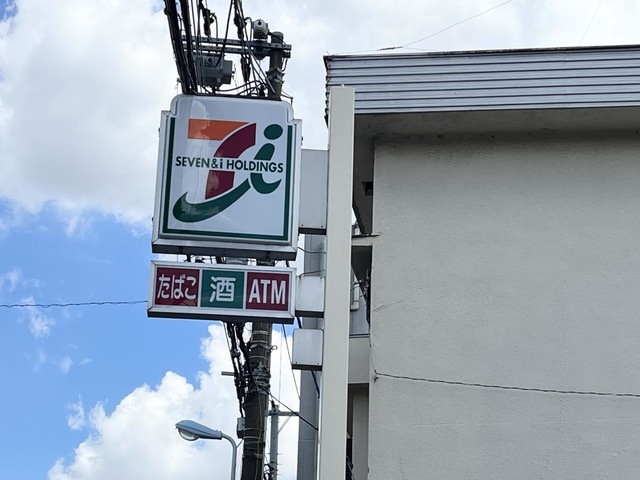 SEVEN&i HOLDINGS
たばこ 酒 ATM